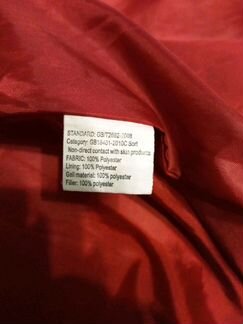 STANDARD: GB/T2662-2008
Category: GB18401-2010C Sort
Non-direct contact with skin products
FABRIC: 100% Polyester
Lining: 100% Polyester
Gall material: 100% polyester
Filler: 100% polyester